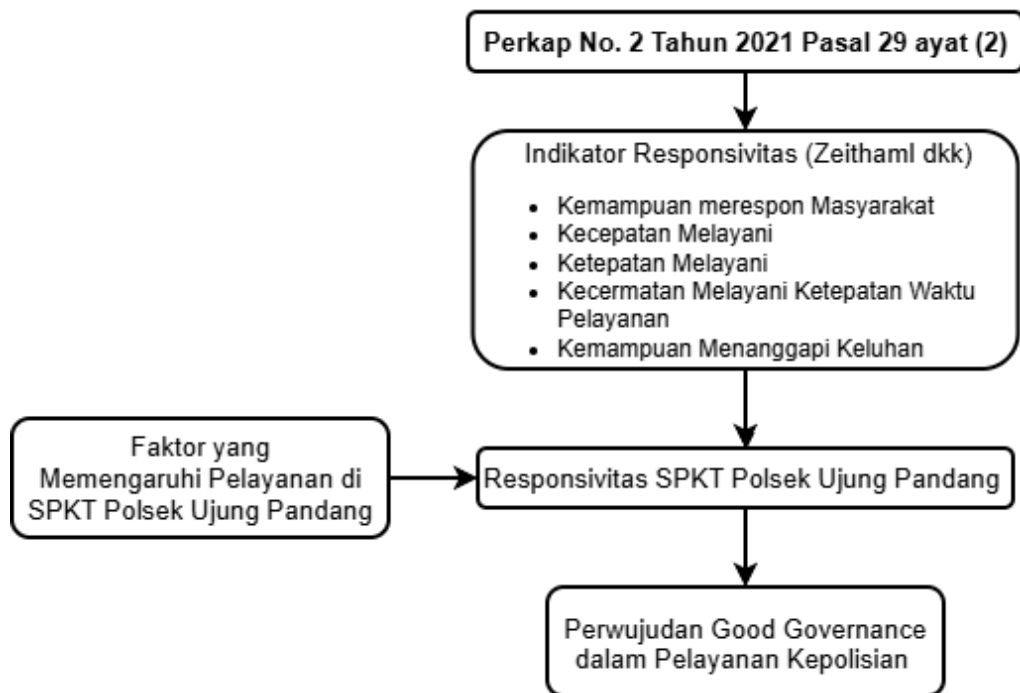 Perkap No. 2 Tahun 2021 Pasal 29 ayat (2)
Indikator Responsivitas (Zeithaml dkk)
• Kemampuan merespon Masyarakat
• Kecepatan Melayani
• Ketepatan Melayani
• Kecermatan Melayani Ketepatan Waktu
Pelayanan
• Kemampuan Menanggapi Keluhan
Faktor yang
Memengaruhi Pelayanan di
SPKT Polsek Ujung Pandang
Responsivitas SPKT Polsek Ujung Pandang
Perwujudan Good Governance
dalam Pelayanan Kepolisian